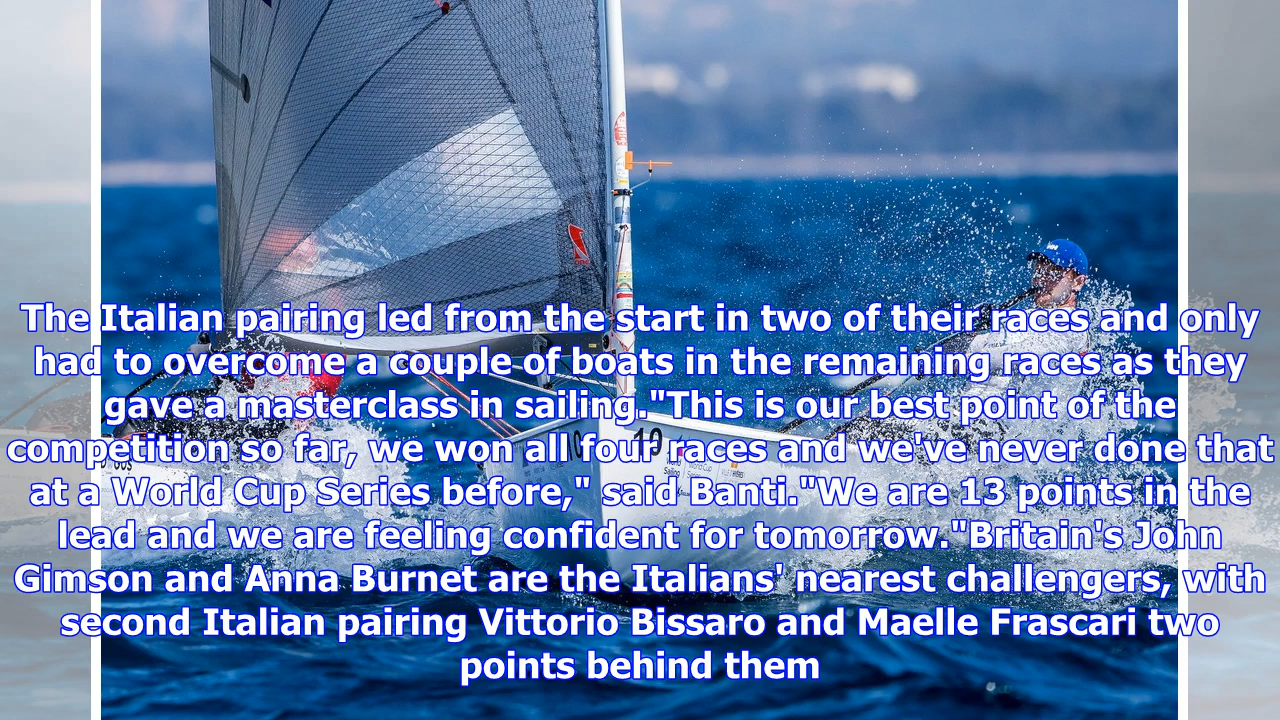 The Italian pairing led from the start in two of their races and only
had to overcome a couple of boats in the remaining races as they
gave a masterclass in sailing."This is our best point of the
competition so far, we won all four races and we've never done that
at a World Cup Series before," said Banti."We are 13 points in the
lead and we are feeling confident for tomorrow."Britain's John
Gimson and Anna Burnet are the Italians' nearest challengers, with
second Italian pairing Vittorio Bissaro and Maelle Frascari two
points behind them
19